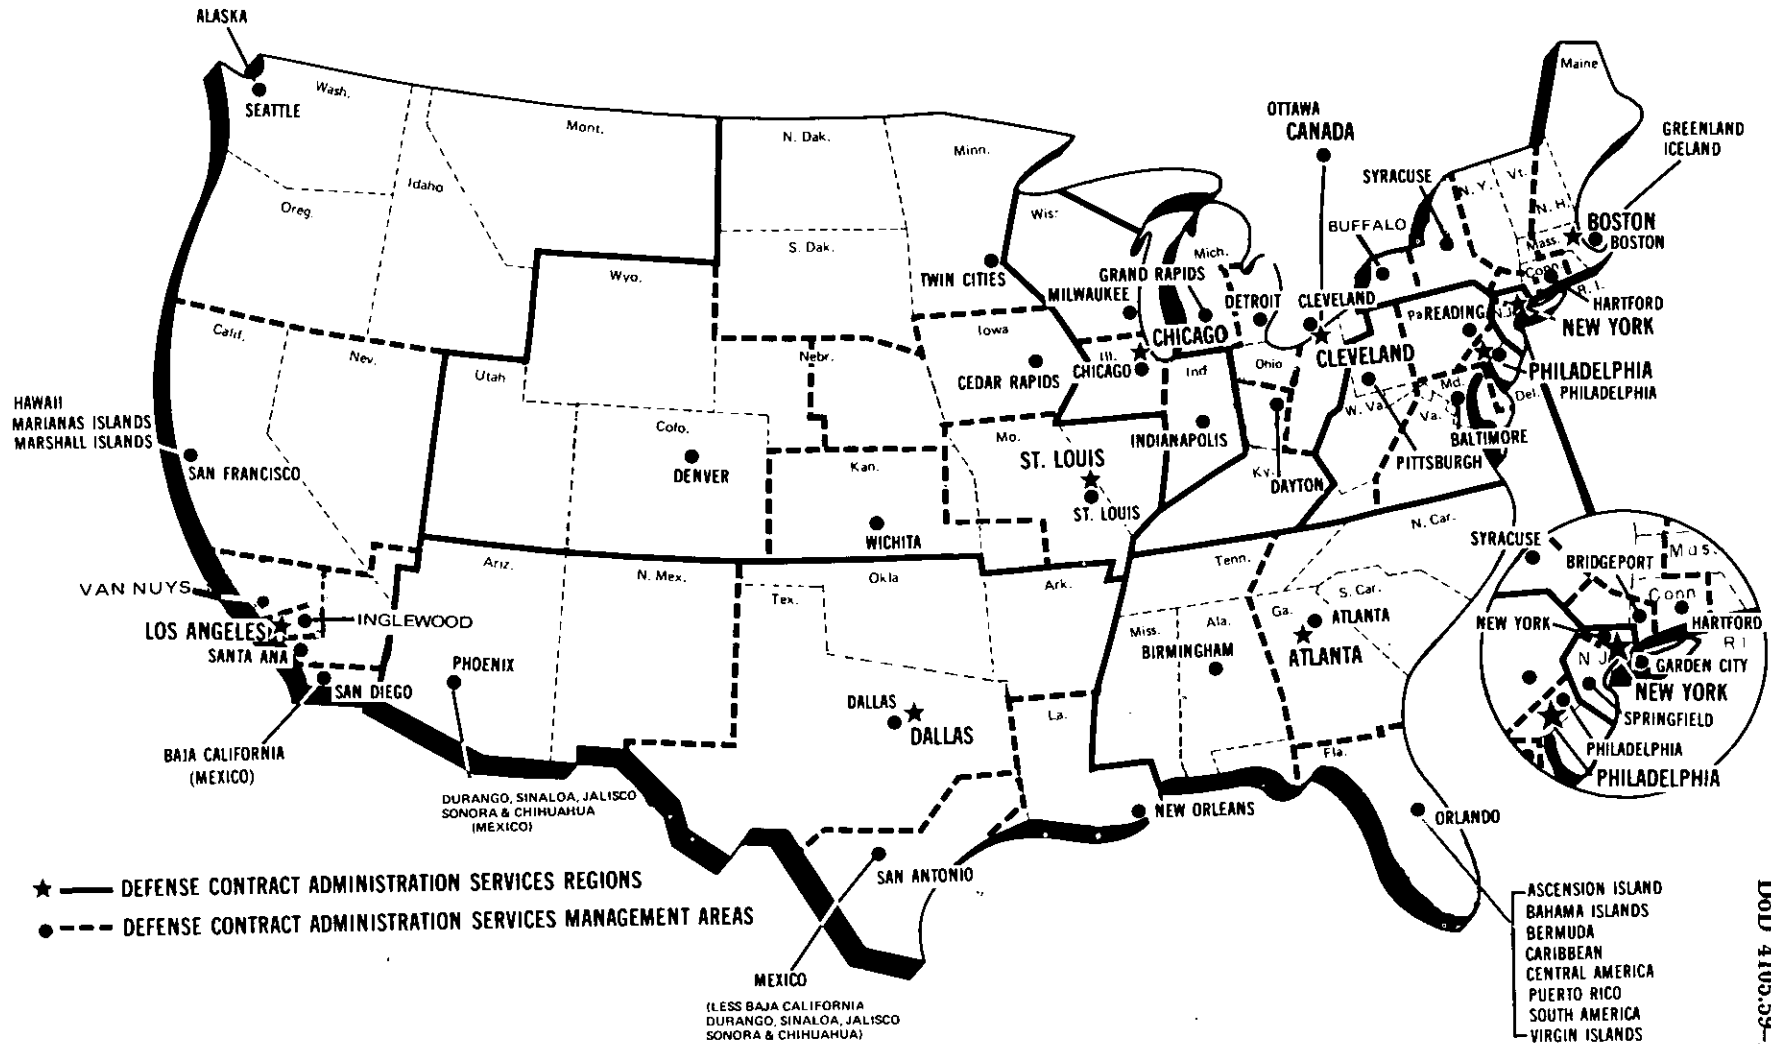 ALASKA
SEATTLE
Wash.
Mont.
N. Dak.
Minn.
Idaho
Oreg.
S. Dak.
Wyo.
Wis.
Mich.
Maine
OTTAWA
CANADA
GREENLAND
ICELAND
SYRACUSE
N. Y.
Vt.
N. H.
BUFFALO
BOSTON
BOSTON
Mass.
Conn
R. I.
TWIN CITIES
GRAND RAPIDS
MILWAUKEE
DETROIT
CLEVELAND
HARTFORD
NEW YORK
Pa
READING
N.J.
Calif.
Nev.
Utah
Nebr.
Iowa
CHICAGO
Ill.
CHICAGO
CEDAR RAPIDS
Ind
Ohio
CLEVELAND
PHILADELPHIA
PHILADELPHIA
Md.
Del.
W. Va.
Va.
HAWAII
MARIANAS ISLANDS
MARSHALL ISLANDS
SAN FRANCISCO
Colo.
DENVER
Kan.
Mo.
ST. LOUIS
ST. LOUIS
INDIANAPOLIS
Ky.
DAYTON
BALTIMORE
PITTSBURGH
WICHITA
N. Car.
Ariz.
N. Mex.
Tex.
Okla
Ark.
Tenn.
S. Car.
Ga.
ATLANTA
ATLANTA
Miss.
Ala.
BIRMINGHAM
VAN NUYS
INGLEWOOD
LOS ANGELES
SANTA ANA
SAN DIEGO
PHOENIX
DALLAS
DALLAS
La.
Fla.
SYRACUSE
BRIDGEPORT
Mas.
Conn
NEW YORK
HARTFORD
R I
N J
GARDEN CITY
NEW YORK
SPRINGFIELD
PHILADELPHIA
PHILADELPHIA
BAJA CALIFORNIA
(MEXICO)
DURANGO, SINALOA, JALISCO
SONORA & CHIHUAHUA
(MEXICO)
NEW ORLEANS
ORLANDO
SAN ANTONIO
★ — DEFENSE CONTRACT ADMINISTRATION SERVICES REGIONS
● --- DEFENSE CONTRACT ADMINISTRATION SERVICES MANAGEMENT AREAS
MEXICO
(LESS BAJA CALIFORNIA
DURANGO, SINALOA, JALISCO
SONORA & CHIHUAHUA)
ASCENSION ISLAND
BAHAMA ISLANDS
BERMUDA
CARIBBEAN
CENTRAL AMERICA
PUERTO RICO
SOUTH AMERICA
VIRGIN ISLANDS
DoD 4105.59-